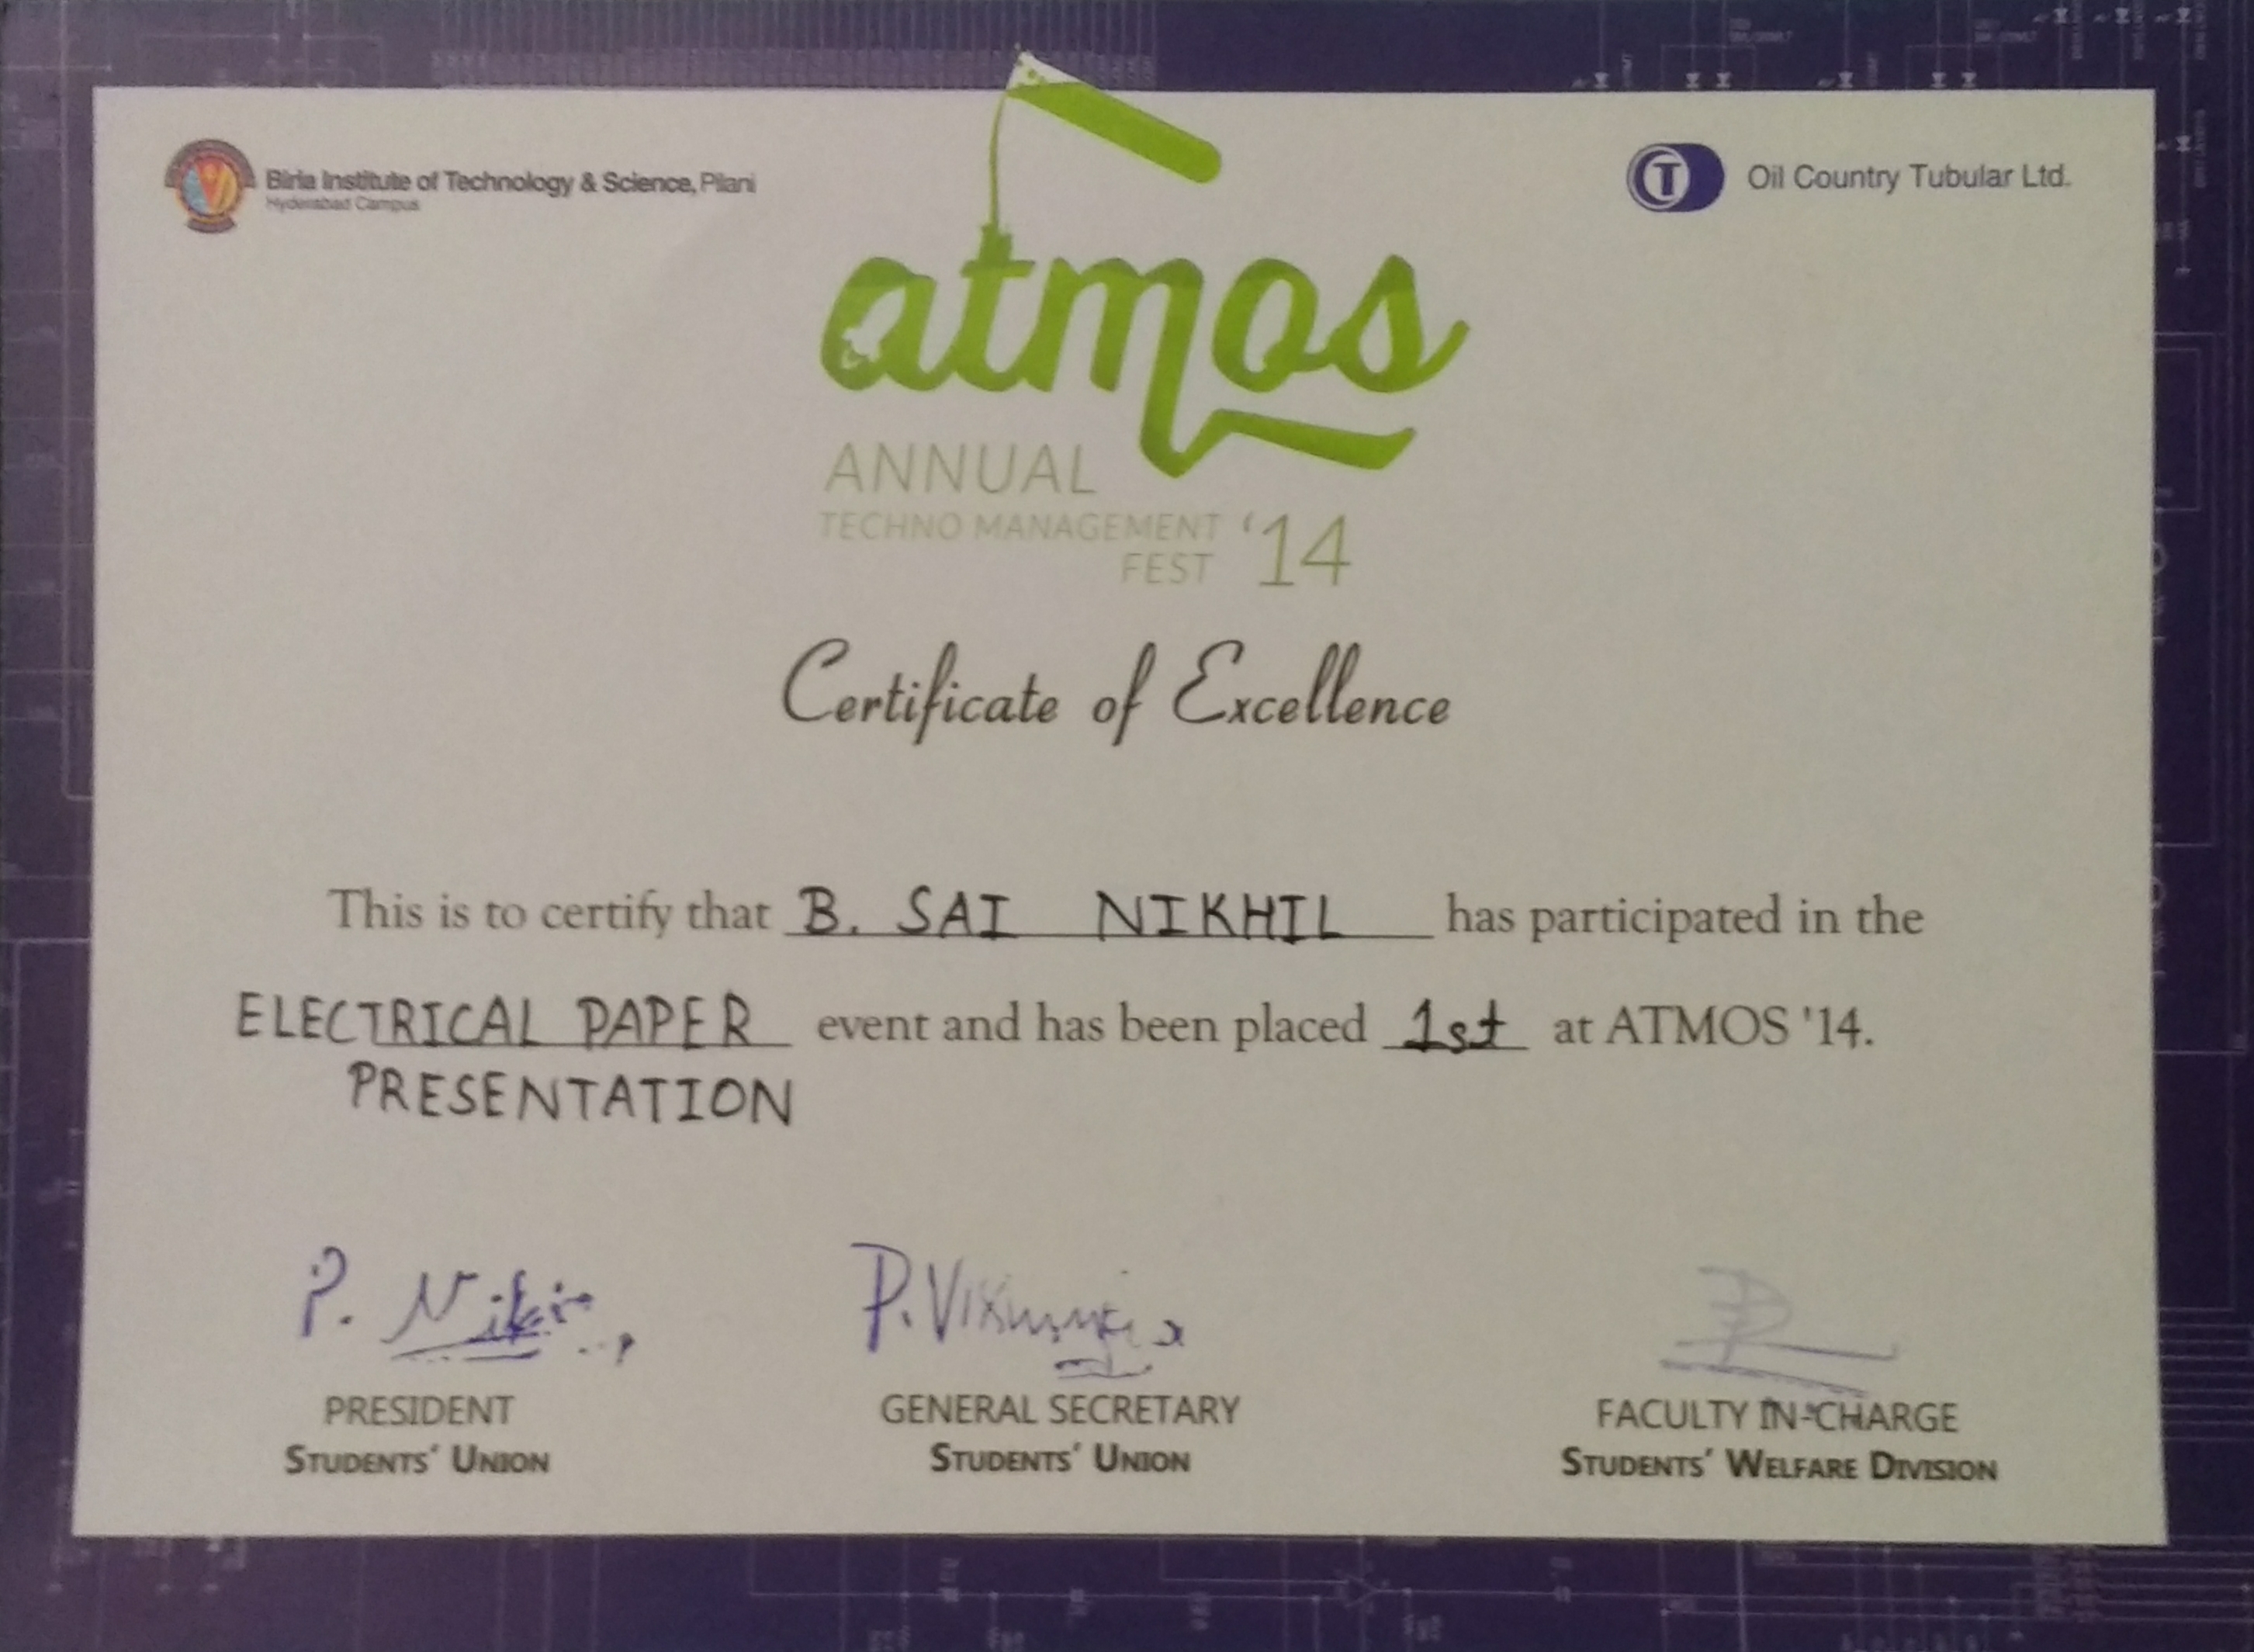 Birla Institute of Technology & Science, Pilani
Hyderabad Campus
Oil Country Tubular Ltd.
atmos
ANNUAL
TECHNO MANAGEMENT
FEST '14
Certificate of Excellence
This is to certify that B. SAI NIKHIL has participated in the
ELECTRICAL PAPER event and has been placed 1st at ATMOS '14.
PRESENTATION
P.
P.
PRESIDENT
STUDENTS' UNION
GENERAL SECRETARY
STUDENTS' UNION
FACULTY IN-CHARGE
STUDENTS' WELFARE DIVISION